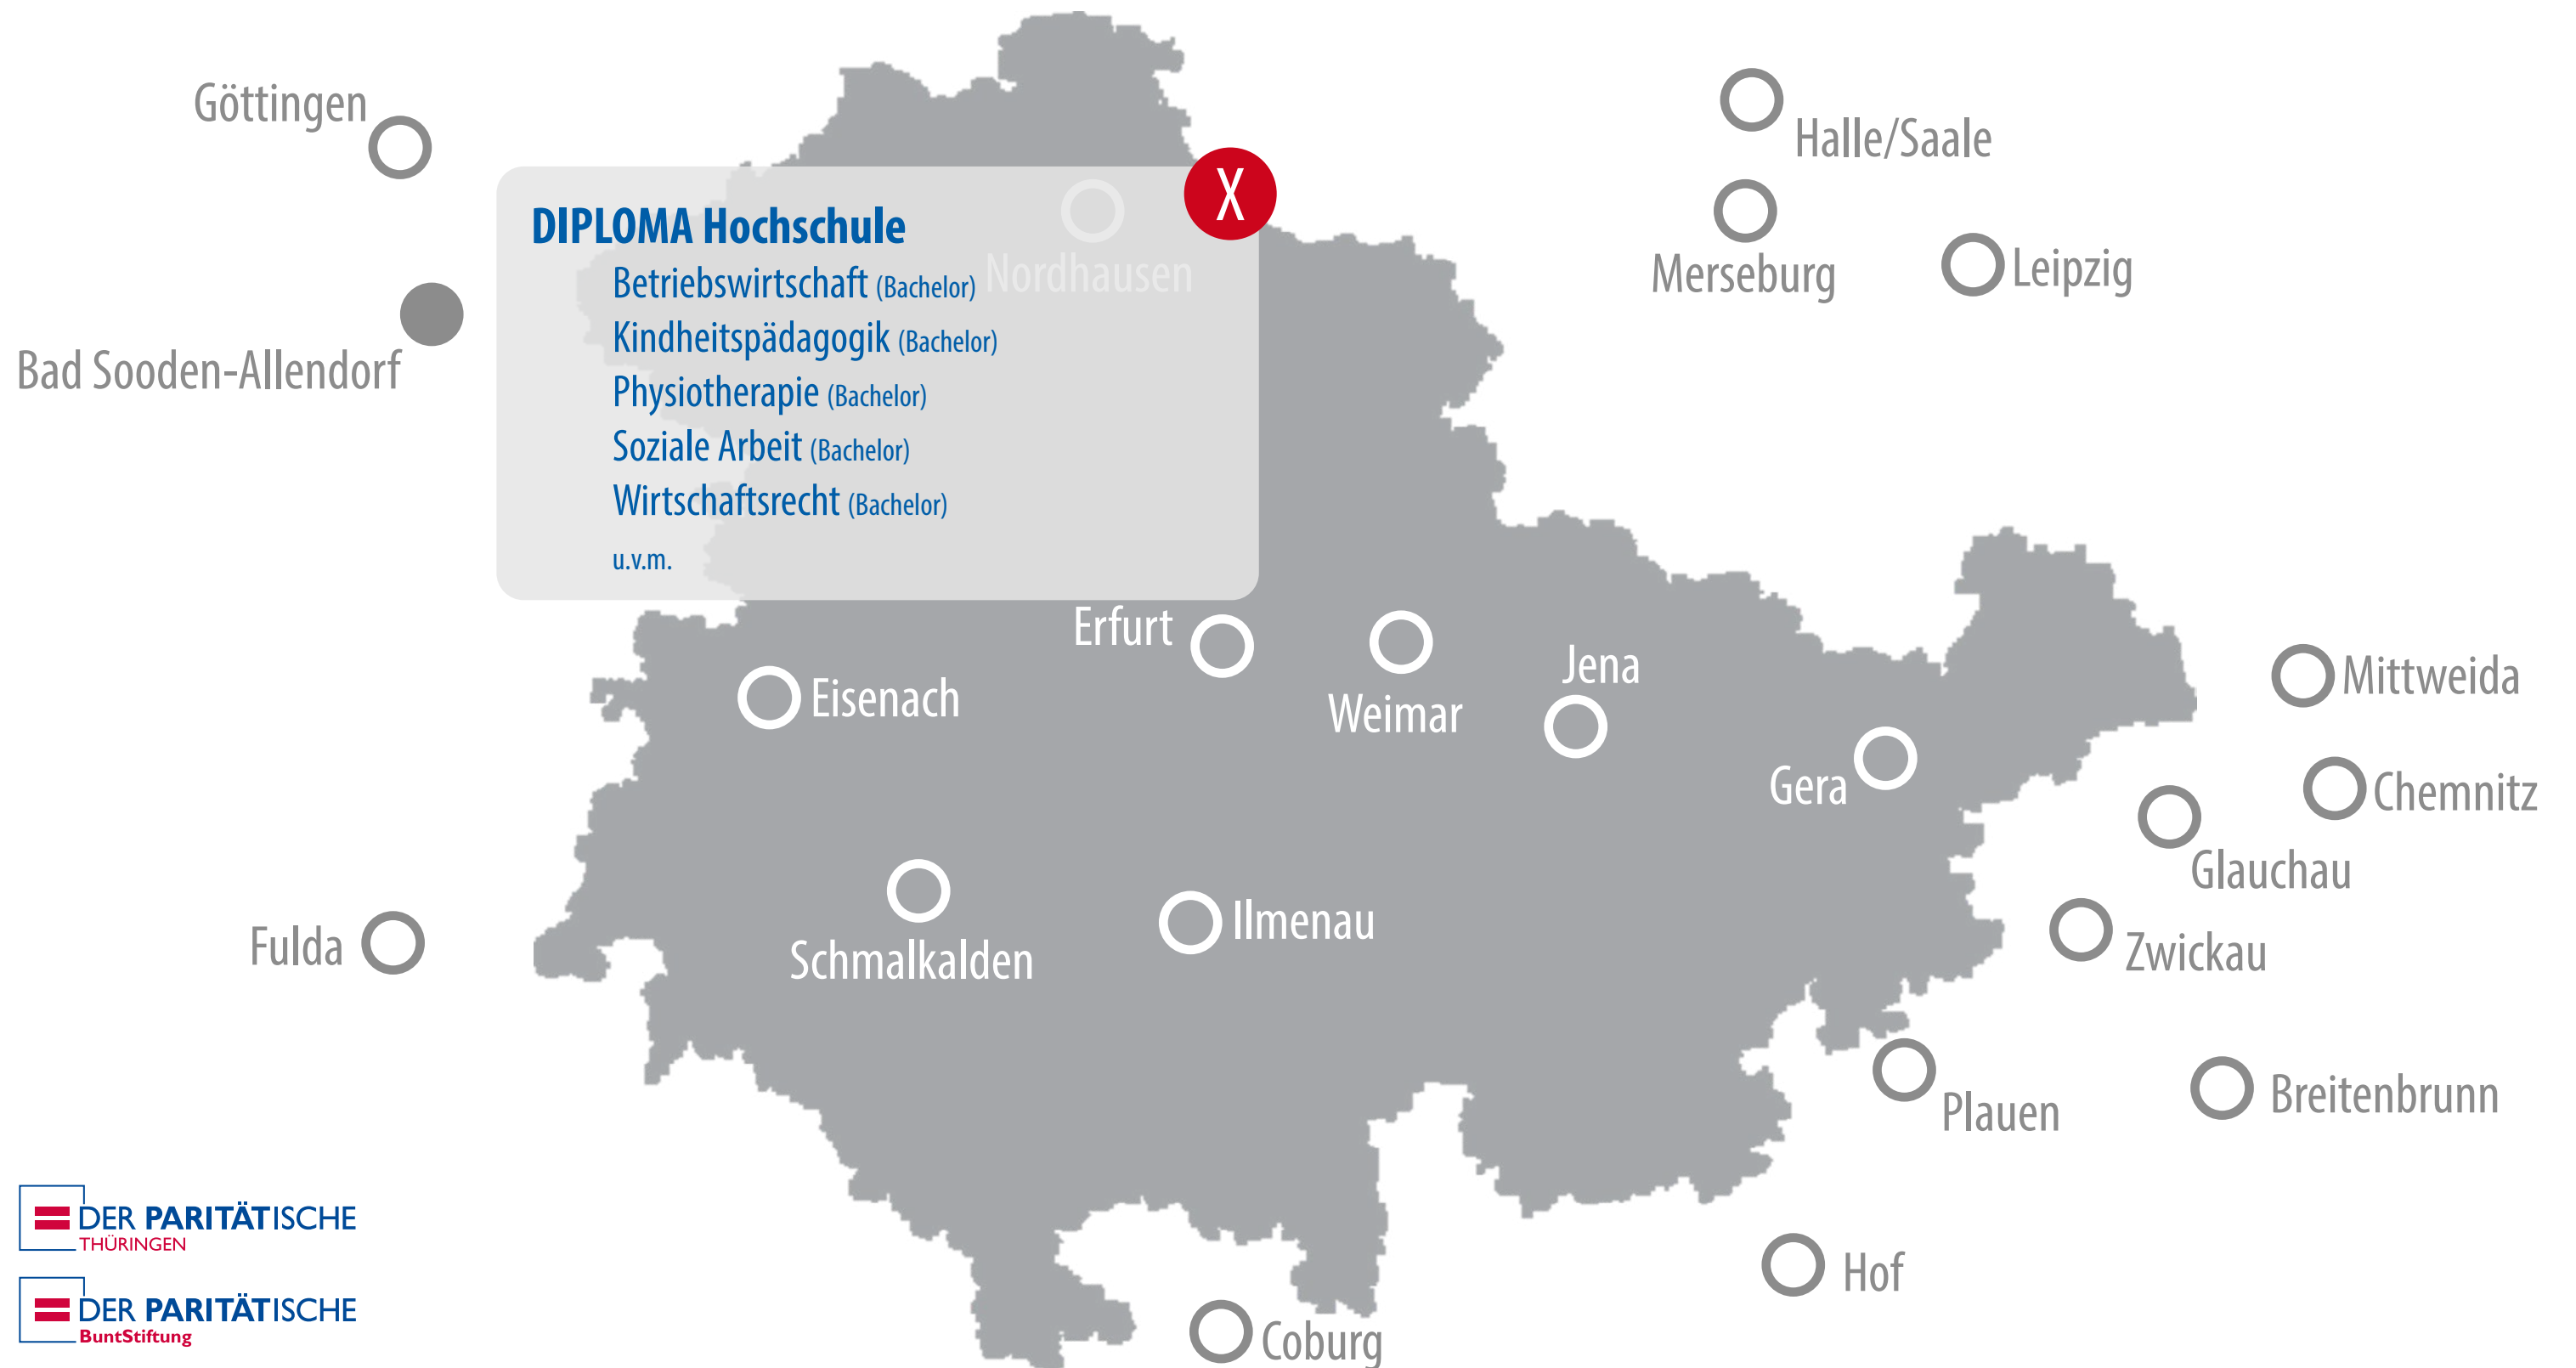 Göttingen
Halle/Saale
X
DIPLOMA Hochschule
Nordhausen
Merseburg
Leipzig
Betriebswirtschaft (Bachelor)
Kindheitspädagogik (Bachelor)
Bad Sooden-Allendorf
Physiotherapie (Bachelor)
Soziale Arbeit (Bachelor)
Wirtschaftsrecht (Bachelor)
u.v.m.
Erfurt
Jena
Mittweida
Eisenach
Weimar
Gera
Chemnitz
Glauchau
Ilmenau
Fulda
Schmalkalden
Zwickau
Breitenbrunn
Plauen
DER PARITÄTISCHE
THÜRINGEN
Hof
DER PARITÄTISCHE
BuntStiftung
Coburg